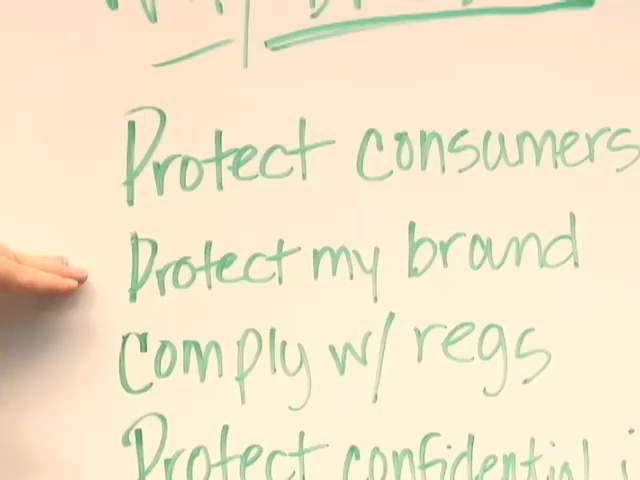 Protect consumers
Protect my brand
Comply w/ regs
Protect confidential